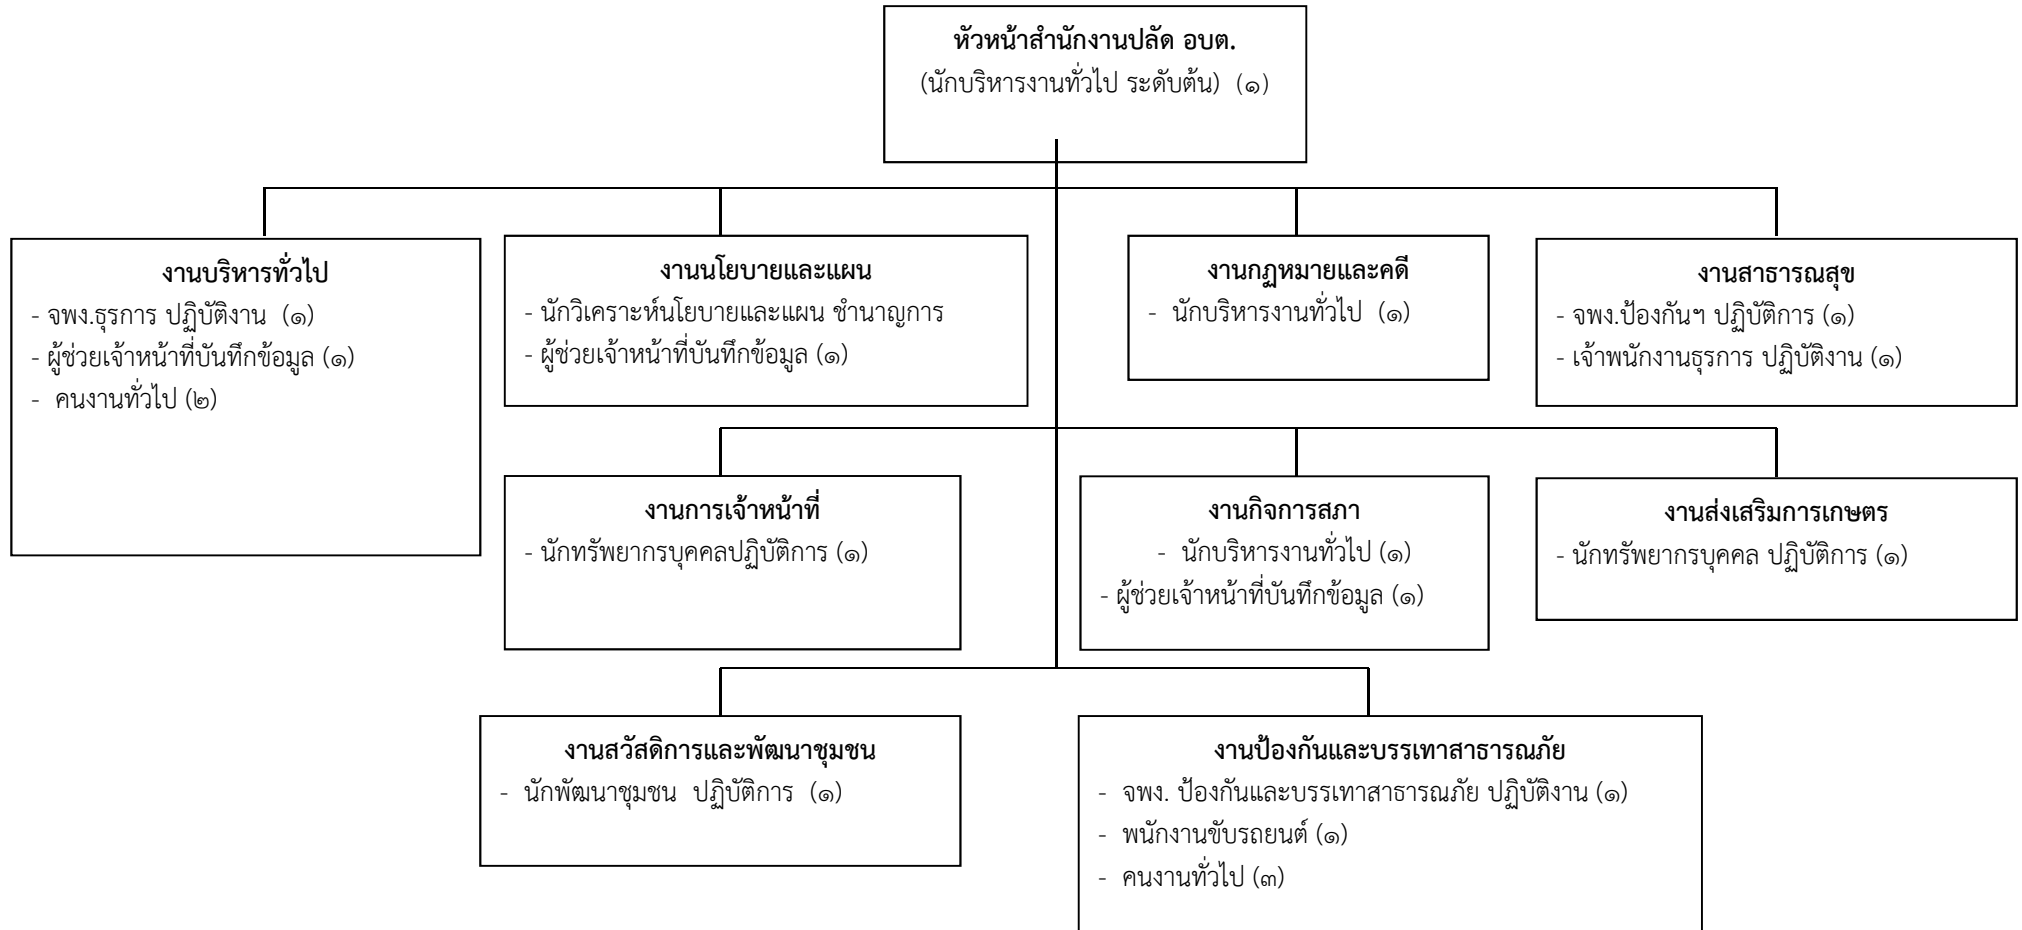 หัวหน้าสำนักงานปลัด อบต.
(นักบริหารงานทั่วไป ระดับต้น) (๑)
งานบริหารทั่วไป
- จพง.ธุรการ ปฏิบัติงาน (๑)
- ผู้ช่วยเจ้าหน้าที่บันทึกข้อมูล (๑)
- คนงานทั่วไป (๒)
งานนโยบายและแผน
- นักวิเคราะห์นโยบายและแผน ชำนาญการ
- ผู้ช่วยเจ้าหน้าที่บันทึกข้อมูล (๑)
งานกฎหมายและคดี
- นักบริหารงานทั่วไป (๑)
งานสาธารณสุข
- จพง.ป้องกันฯ ปฏิบัติการ (๑)
- เจ้าพนักงานธุรการ ปฏิบัติงาน (๑)
งานการเจ้าหน้าที่
- นักทรัพยากรบุคคลปฏิบัติการ (๑)
งานกิจการสภา
- นักบริหารงานทั่วไป (๑)
- ผู้ช่วยเจ้าหน้าที่บันทึกข้อมูล (๑)
งานส่งเสริมการเกษตร
- นักทรัพยากรบุคคล ปฏิบัติการ (๑)
งานสวัสดิการและพัฒนาชุมชน
- นักพัฒนาชุมชน ปฏิบัติการ (๑)
งานป้องกันและบรรเทาสาธารณภัย
- จพง. ป้องกันและบรรเทาสาธารณภัย ปฏิบัติงาน (๑)
- พนักงานขับรถยนต์ (๑)
- คนงานทั่วไป (๓)